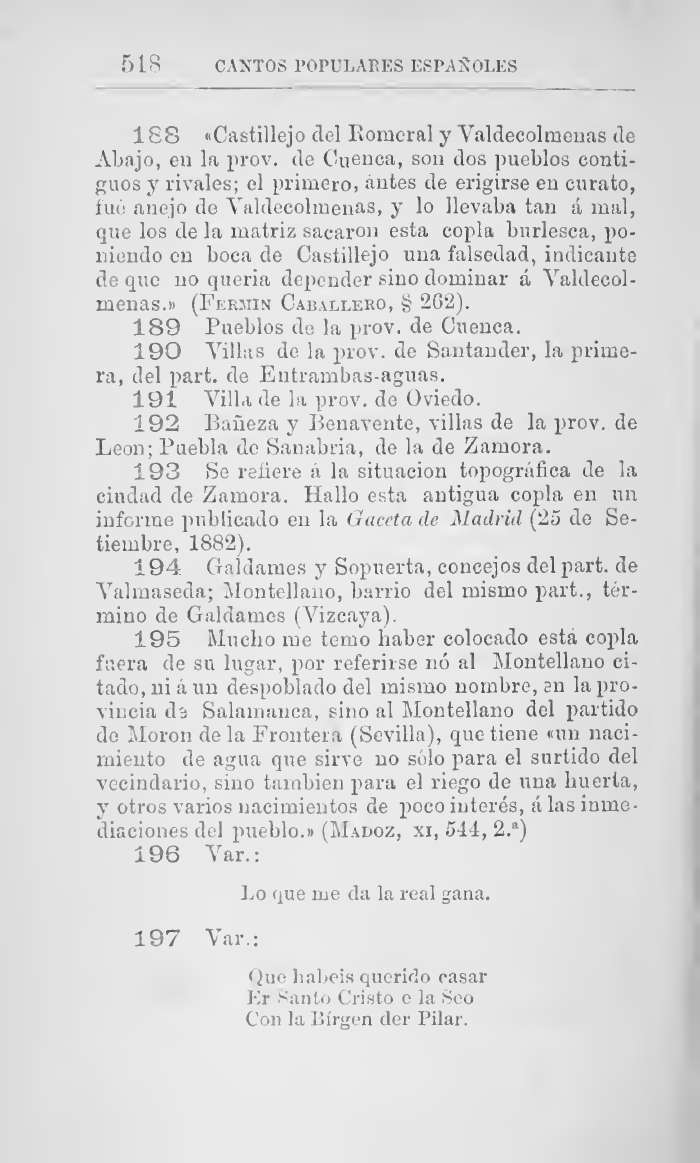 518 CANTOS POPULARES ESPAÑOLES
188 «Castillejo del Romeral y Valdecolmenas de
Abajo, en la prov. de Cuenca, son dos pueblos conti-
guos y rivales; el primero, ántes de erigirse en curato,
fué anejo de Valdecolmenas, y lo llevaba tan á mal,
que los de la matriz sacaron esta copla burlesca, po-
niendo en boca de Castillejo una falsedad, indicante
de que no queria depender sino dominar á Valdecol-
menas.» (FERMIN CABALLERO, § 262).
189 Pueblos de la prov. de Cuenca.
190 Villas de la prov. de Santander, la prime-
ra, del part. de Entrambas-aguas.
191 Villa de la prov. de Oviedo.
192 Bañeza y Benavente, villas de la prov. de
Leon; Puebla de Sanabria, de la de Zamora.
193 Se refiere á la situacion topográfica de la
ciudad de Zamora. Hallo esta antigua copla en un
informe publicado en la Gaceta de Madrid (25 de Se-
tiembre, 1882).
194 Galdames y Sopuerta, concejos del part. de
Valmaseda; Montellano, barrio del mismo part., tér-
mino de Galdames (Vizcaya).
195 Mucho me temo haber colocado está copla
fuera de su lugar, por referirse nó al Montellano ci-
tado, ni á un despoblado del mismo nombre, en la pro-
vincia de Salamanca, sino al Montellano del partido
de Moron de la Frontera (Sevilla), que tiene «un naci-
miento de agua que sirve no sólo para el surtido del
vecindario, sino tambien para el riego de una huerta,
y otros varios nacimientos de poco interés, á las inme-
diaciones del pueblo.» (MADOZ, XI, 544, 2.ª)
196 Var.:
Lo que me da la real gana.
197 Var.:
Que habeis querido casar
Er Santo Cristo e la Seo
Con la Bírgen der Pilar.